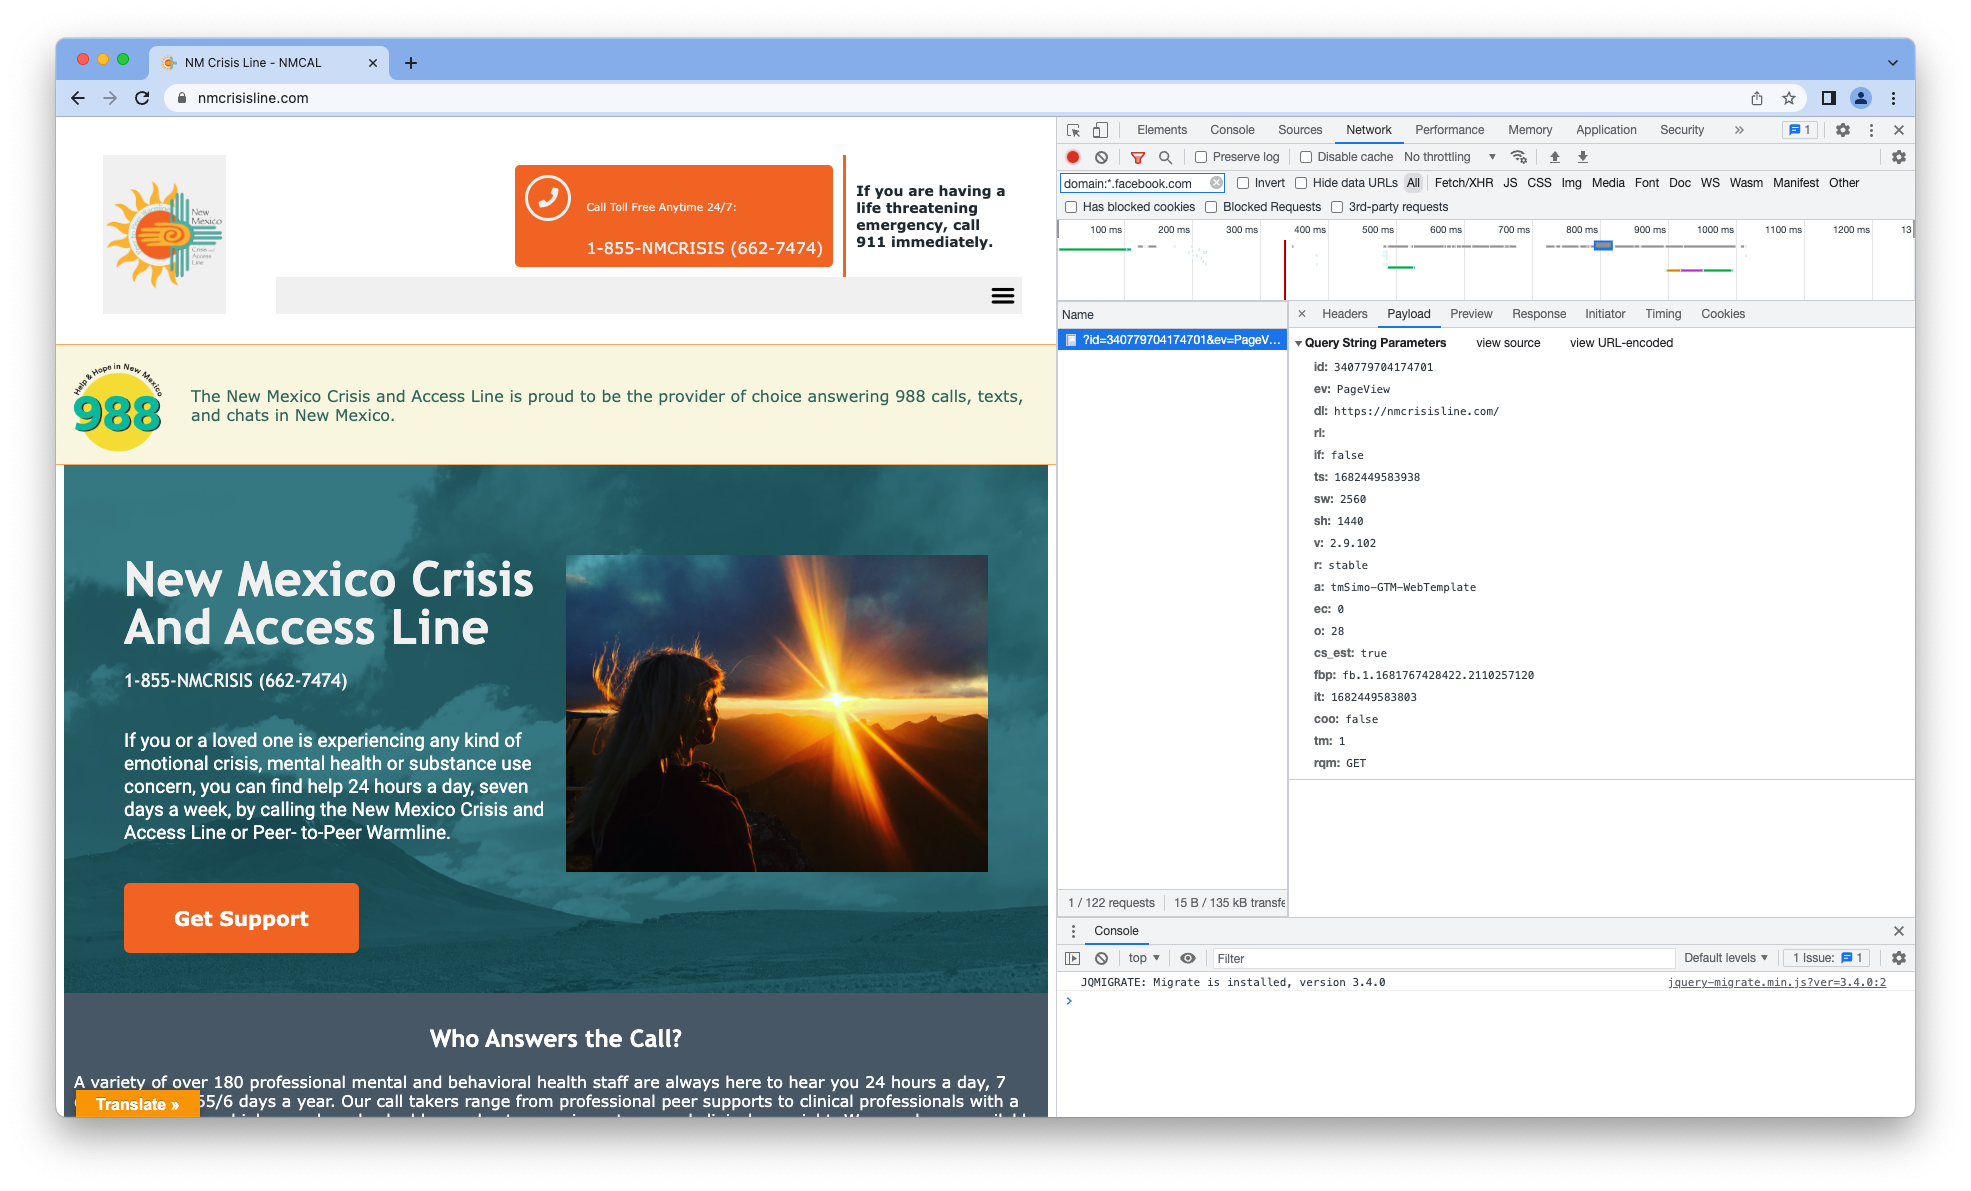 NM Crisis Line - NMCAL
nmcrisisline.com
New Mexico
Crisis and
Access
Line
Call Toll Free Anytime 24/7:
1-855-NMCRISIS (662-7474)
If you are having a
life threatening
emergency, call
911 immediately.
Help & Hope in New Mexico
988
The New Mexico Crisis and Access Line is proud to be the provider of choice answering 988 calls, texts,
and chats in New Mexico.
New Mexico Crisis
And Access Line
1-855-NMCRISIS (662-7474)
If you or a loved one is experiencing any kind of
emotional crisis, mental health or substance use
concern, you can find help 24 hours a day, seven
days a week, by calling the New Mexico Crisis and
Access Line or Peer- to-Peer Warmline.
Get Support
Who Answers the Call?
A variety of over 180 professional mental and behavioral health staff are always here to hear you 24 hours a day, 7
65/6 days a year. Our call takers range from professional peer supports to clinical professionals with a
Translate »
Elements Console Sources Network Performance Memory Application Security » 1
Preserve log Disable cache No throttling
domain:*.facebook.com Invert Hide data URLs All Fetch/XHR JS CSS Img Media Font Doc WS Wasm Manifest Other
Has blocked cookies Blocked Requests 3rd-party requests
100 ms 200 ms 300 ms 400 ms 500 ms 600 ms 700 ms 800 ms 900 ms 1000 ms 1100 ms 1200 ms 13
Name
?id=340779704174701&ev=PageV...
1 / 122 requests 15 B / 135 kB transfe
Headers Payload Preview Response Initiator Timing Cookies
Query String Parameters view source view URL-encoded
id: 340779704174701
ev: PageView
dl: https://nmcrisisline.com/
rl:
if: false
ts: 1682449583938
sw: 2560
sh: 1440
v: 2.9.102
r: stable
a: tmSimo-GTM-WebTemplate
ec: 0
o: 28
cs_est: true
fbp: fb.1.1681767428422.2110257120
it: 1682449583803
coo: false
tm: 1
rqm: GET
Console
top Filter Default levels 1 Issue: 1
JQMIGRATE: Migrate is installed, version 3.4.0 jquery-migrate.min.js?ver=3.4.0:2